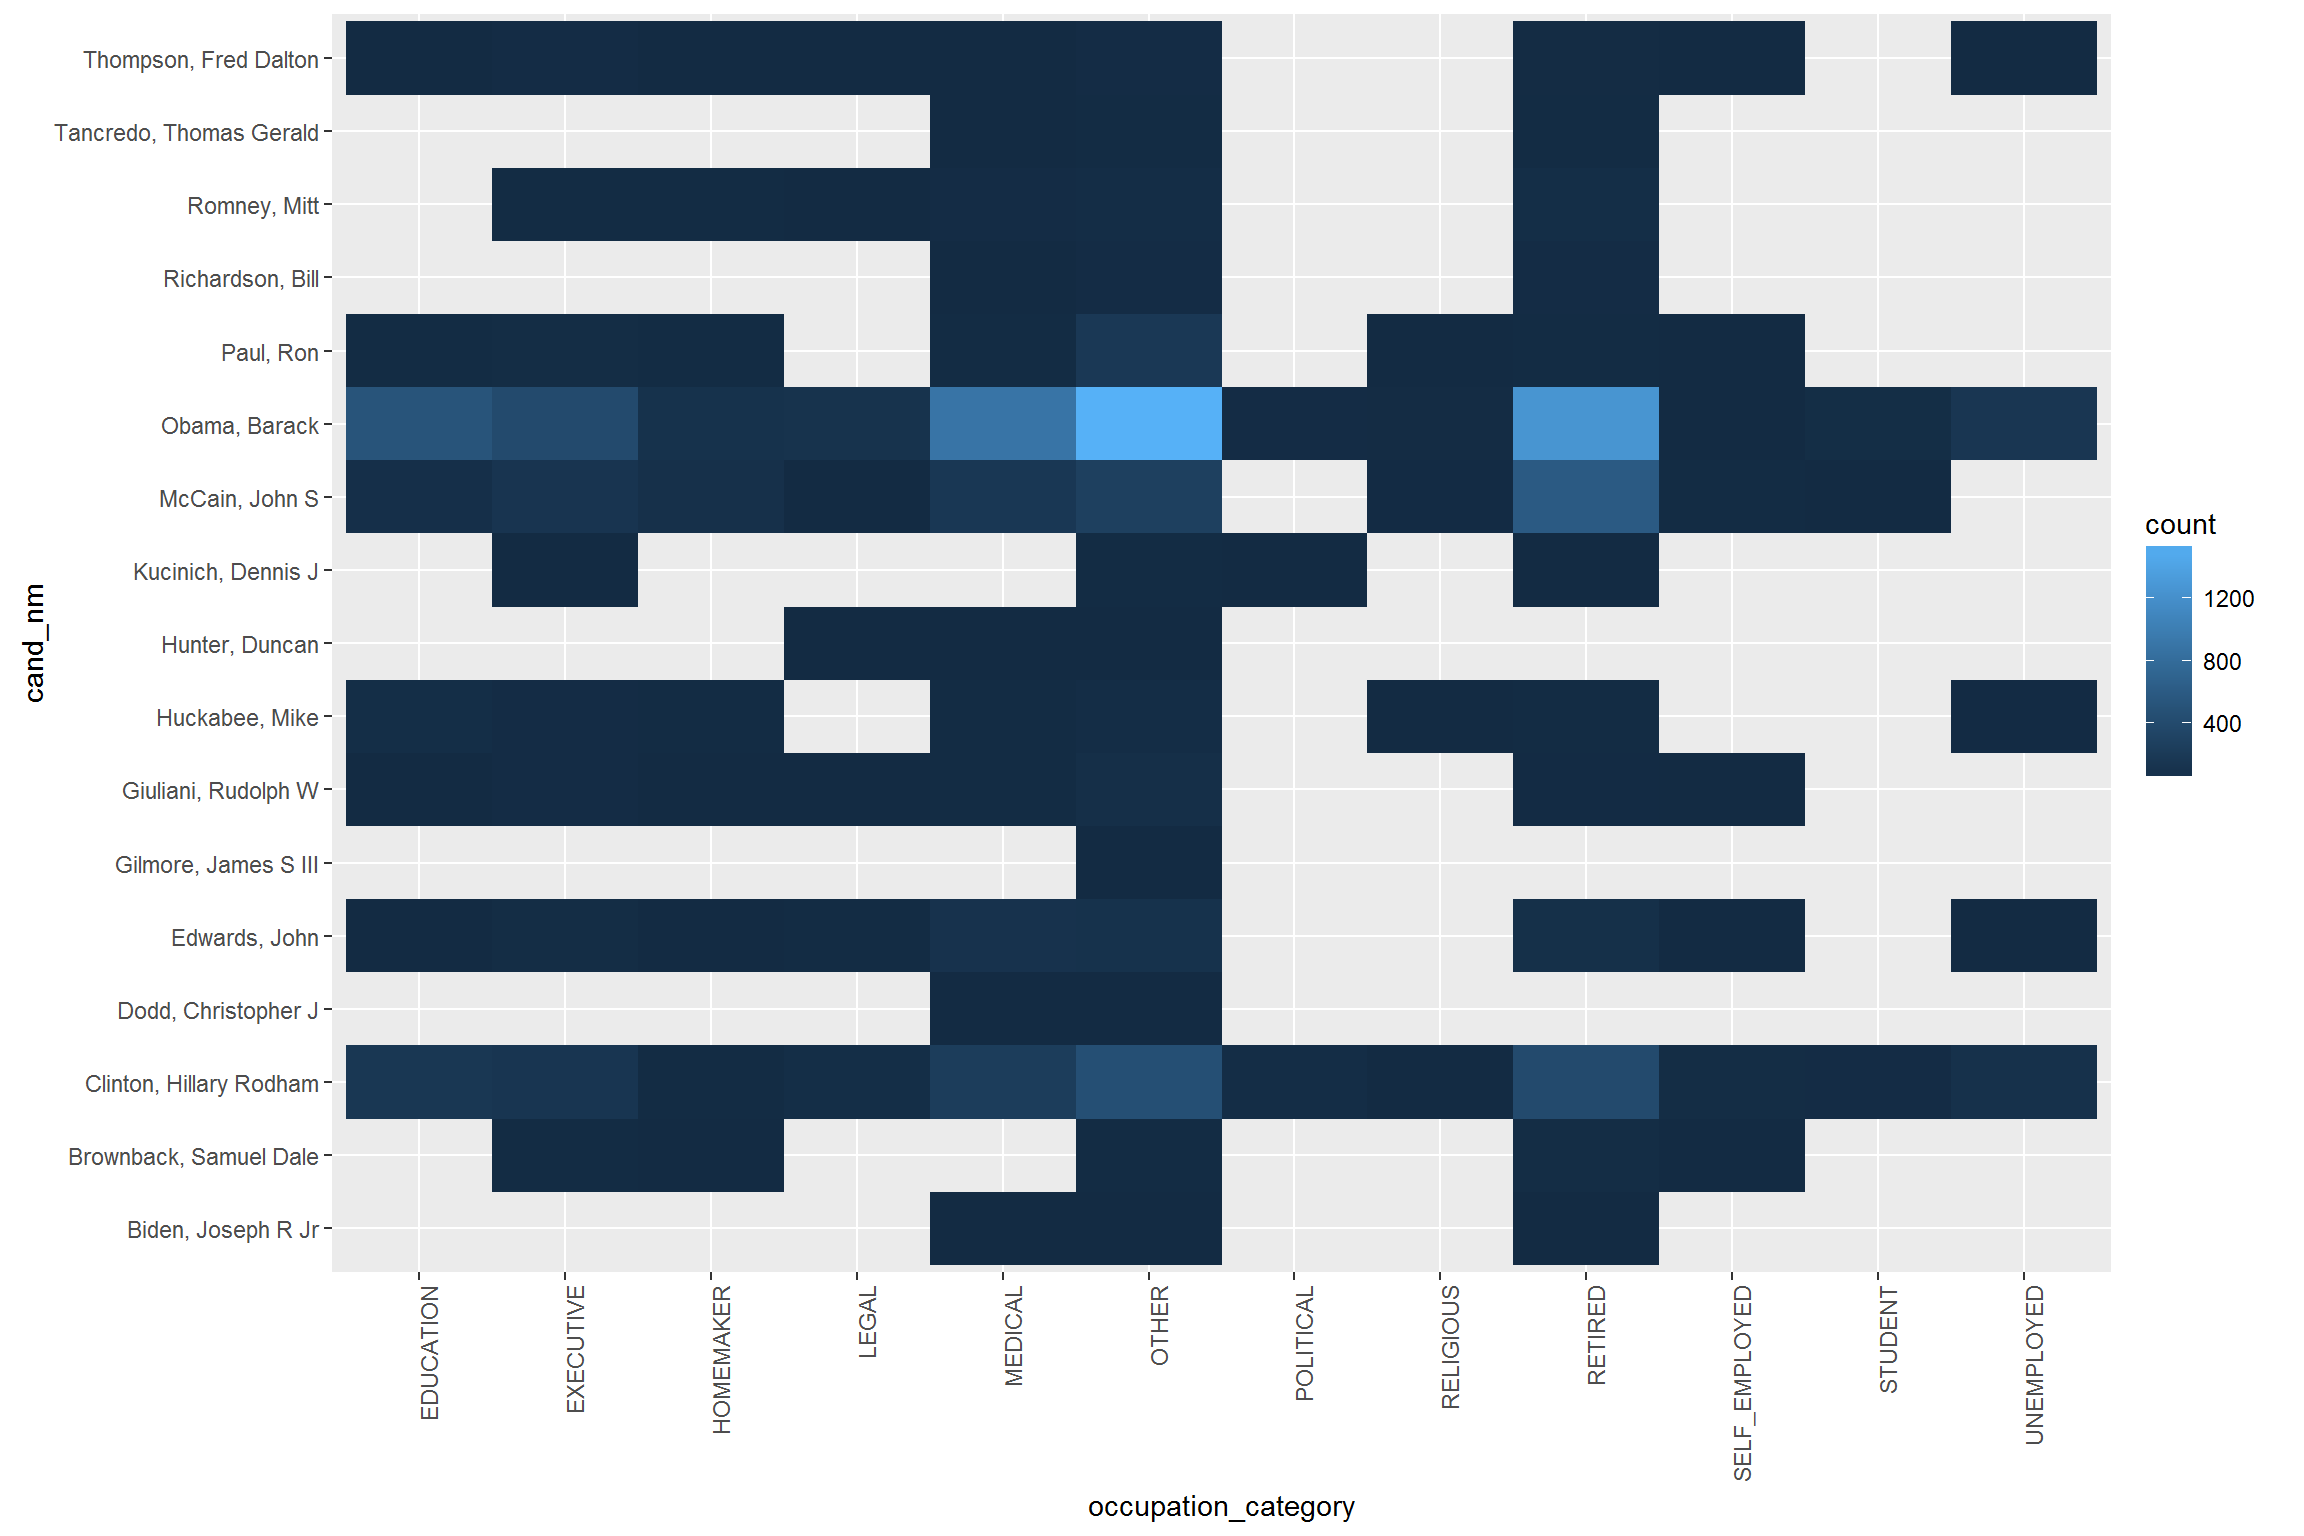 Thompson, Fred Dalton
Tancredo, Thomas Gerald
Romney, Mitt
Richardson, Bill
Paul, Ron
Obama, Barack
McCain, John S
Kucinich, Dennis J
Hunter, Duncan
Huckabee, Mike
Giuliani, Rudolph W
Gilmore, James S III
Edwards, John
Dodd, Christopher J
Clinton, Hillary Rodham
Brownback, Samuel Dale
Biden, Joseph R Jr
cand_nm
EDUCATION
EXECUTIVE
HOMEMAKER
LEGAL
MEDICAL
OTHER
POLITICAL
RELIGIOUS
RETIRED
SELF_EMPLOYED
STUDENT
UNEMPLOYED
occupation_category
count
1200
800
400